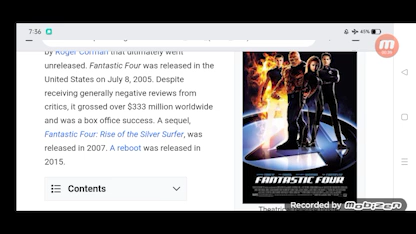 7:56
45%
by Roger Corman that ultimately went
unreleased. Fantastic Four was released in the
United States on July 8, 2005. Despite
receiving generally negative reviews from
critics, it grossed over $333 million worldwide
and was a box office success. A sequel,
Fantastic Four: Rise of the Silver Surfer, was
released in 2007. A reboot was released in
2015.
Contents
FANTASTIC FOUR
Recorded by
mobizen